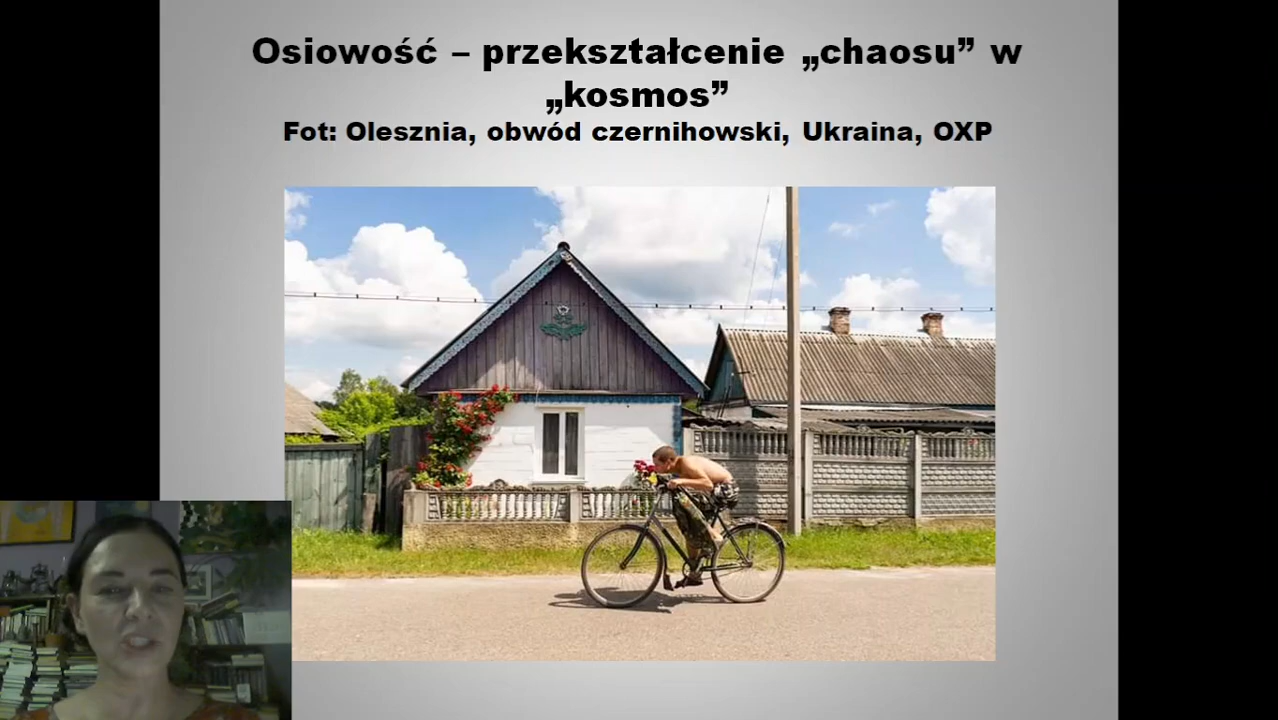 Osiowość – przekształcenie „chaosu” w
„kosmos”
Fot: Olesznia, obwód czernihowski, Ukraina, OXP